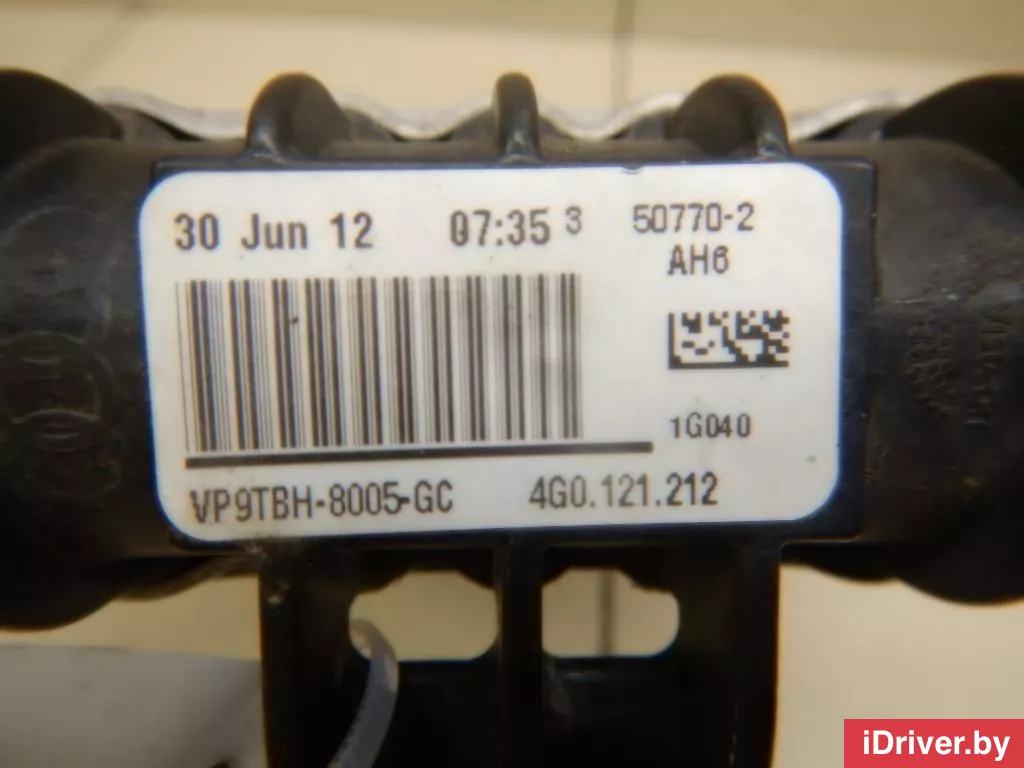 30 Jun 12 07:35 3 50770-2
AH6
1G040
VP9TBH-8005-GC 4G0.121.212
iDriver.by